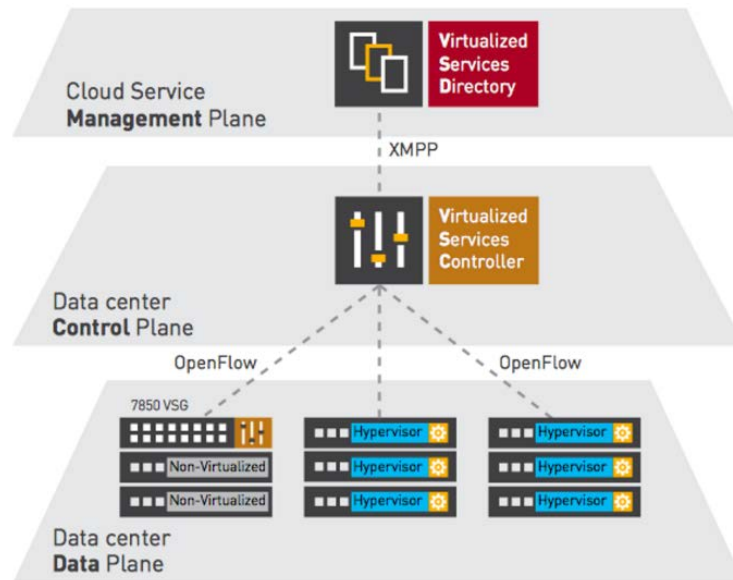 Virtualized
Services
Directory
Cloud Service
Management Plane
XMPP
Virtualized
Services
Controller
Data center
Control Plane
OpenFlow
OpenFlow
7850 VSG
Hypervisor
Hypervisor
Non-Virtualized
Hypervisor
Hypervisor
Non-Virtualized
Hypervisor
Hypervisor
Data center
Data Plane